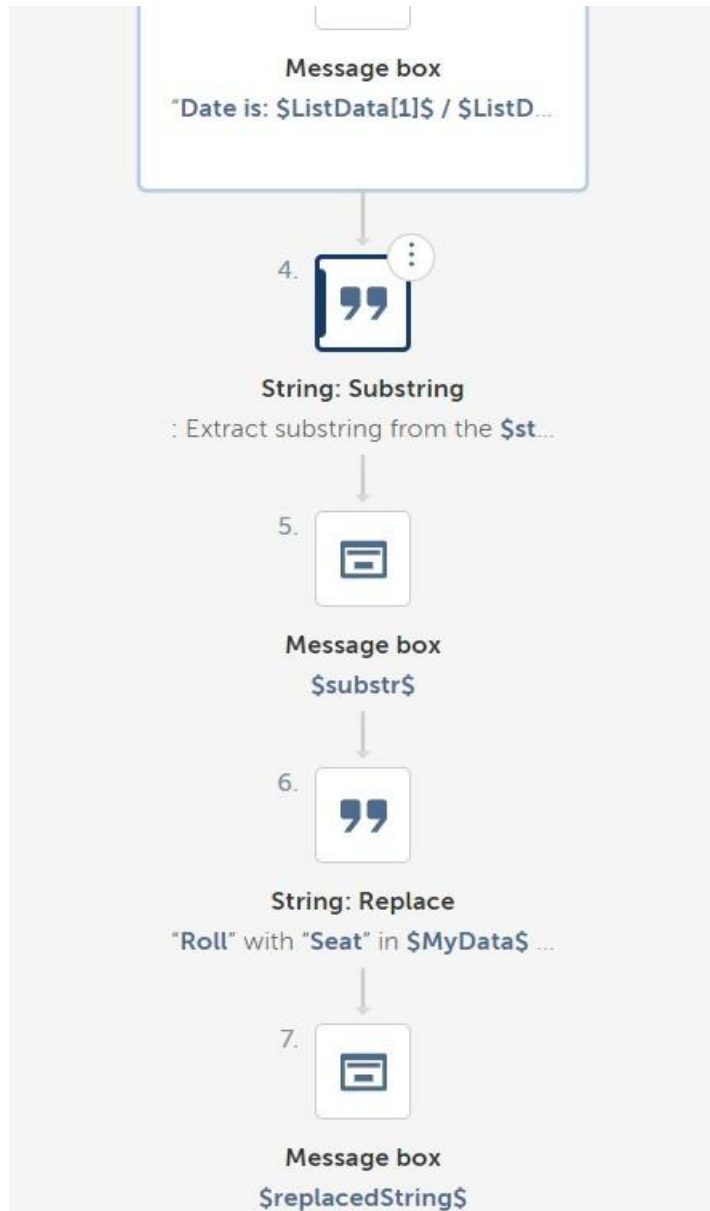 Message box
"Date is: $ListData[1]$ / $ListD...
4.
String: Substring
: Extract substring from the $st...
5.
Message box
$substr$
6.
String: Replace
"Roll" with "Seat" in $MyData$ ...
7.
Message box
$replacedString$